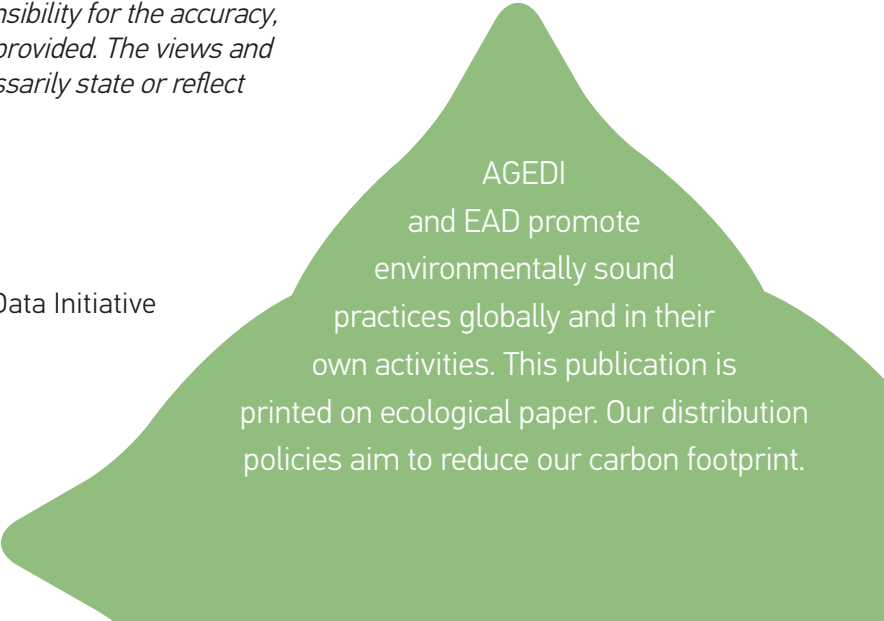 nsibility for the accuracy,
provided. The views and
ssarily state or reflect
Data Initiative
AGEDI
and EAD promote
environmentally sound
practices globally and in their
own activities. This publication is
printed on ecological paper. Our distribution
policies aim to reduce our carbon footprint.